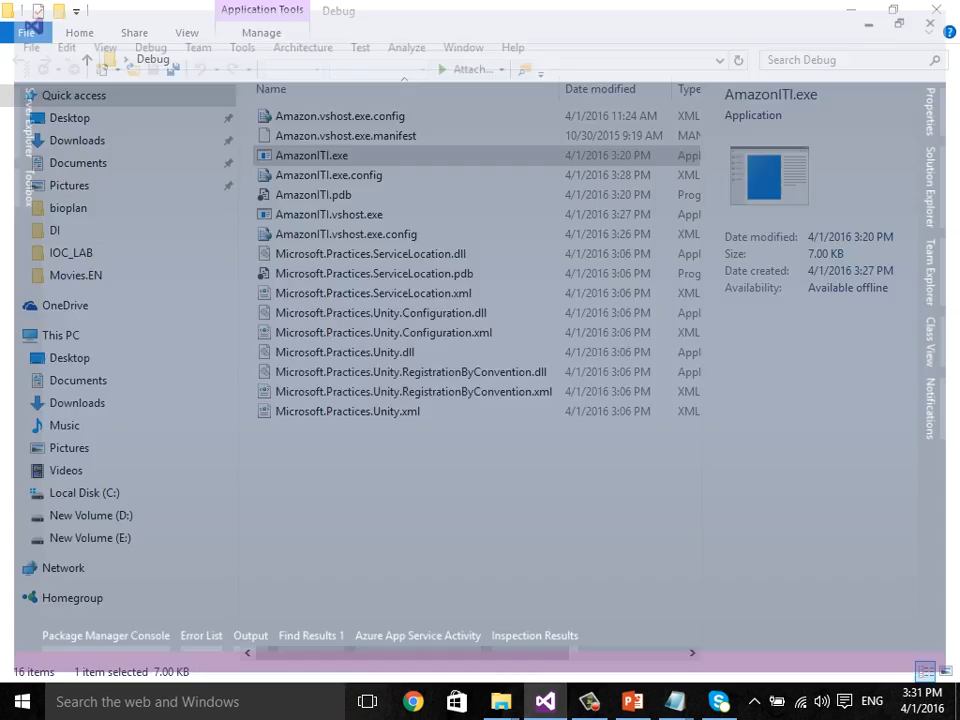 Application Tools
Debug
File
Home
Share
View
Manage
File
Edit
View
Debug
Team
Tools
Architecture
Test
Analyze
Window
Help
Debug
Attach...
Search Debug
Quick access
Desktop
Downloads
Documents
Pictures
bioplan
DI
IOC_LAB
Movies.EN
OneDrive
This PC
Desktop
Documents
Downloads
Music
Pictures
Videos
Local Disk (C:)
New Volume (D:)
New Volume (E:)
Network
Homegroup
Server Explorer
Toolbox
Name
Date modified
Type
Amazon.vshost.exe.config 4/1/2016 11:24 AM XML
Amazon.vshost.exe.manifest 10/30/2015 9:19 AM MAN
AmazonITI.exe 4/1/2016 3:20 PM Appl
AmazonITI.exe.config 4/1/2016 3:28 PM XML
AmazonITI.pdb 4/1/2016 3:20 PM Prog
AmazonITI.vshost.exe 4/1/2016 3:27 PM Appl
AmazonITI.vshost.exe.config 4/1/2016 3:26 PM XML
Microsoft.Practices.ServiceLocation.dll 4/1/2016 3:06 PM Appl
Microsoft.Practices.ServiceLocation.pdb 4/1/2016 3:06 PM Prog
Microsoft.Practices.ServiceLocation.xml 4/1/2016 3:06 PM XML
Microsoft.Practices.Unity.Configuration.dll 4/1/2016 3:06 PM Appl
Microsoft.Practices.Unity.Configuration.xml 4/1/2016 3:06 PM XML
Microsoft.Practices.Unity.dll 4/1/2016 3:06 PM Appl
Microsoft.Practices.Unity.RegistrationByConvention.dll 4/1/2016 3:06 PM Appl
Microsoft.Practices.Unity.RegistrationByConvention.xml 4/1/2016 3:06 PM XML
Microsoft.Practices.Unity.xml 4/1/2016 3:06 PM XML
AmazonITI.exe
Application
Date modified: 4/1/2016 3:20 PM
Size: 7.00 KB
Date created: 4/1/2016 3:27 PM
Availability: Available offline
Properties
Solution Explorer
Team Explorer
Class View
Notifications
Package Manager Console
Error List
Output
Find Results 1
Azure App Service Activity
Inspection Results
16 items
1 item selected 7.00 KB
Search the web and Windows
ENG
3:31 PM
4/1/2016